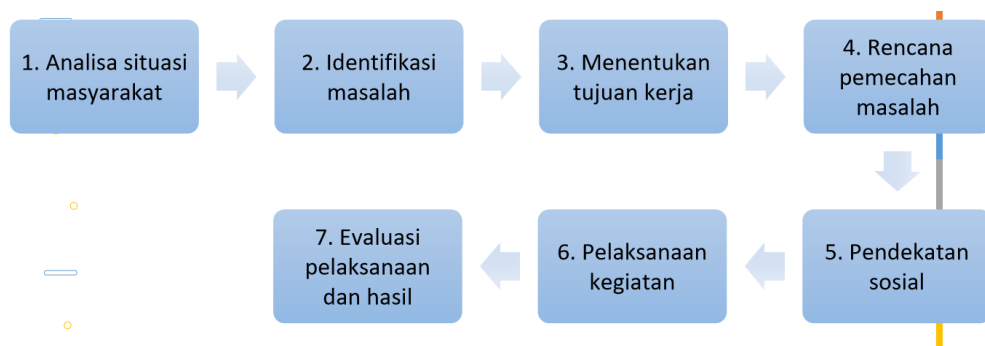 1. Analisa situasi
masyarakat
2. Identifikasi
masalah
3. Menentukan
tujuan kerja
4. Rencana
pemecahan
masalah
5. Pendekatan
sosial
6. Pelaksanaan
kegiatan
7. Evaluasi
pelaksanaan
dan hasil